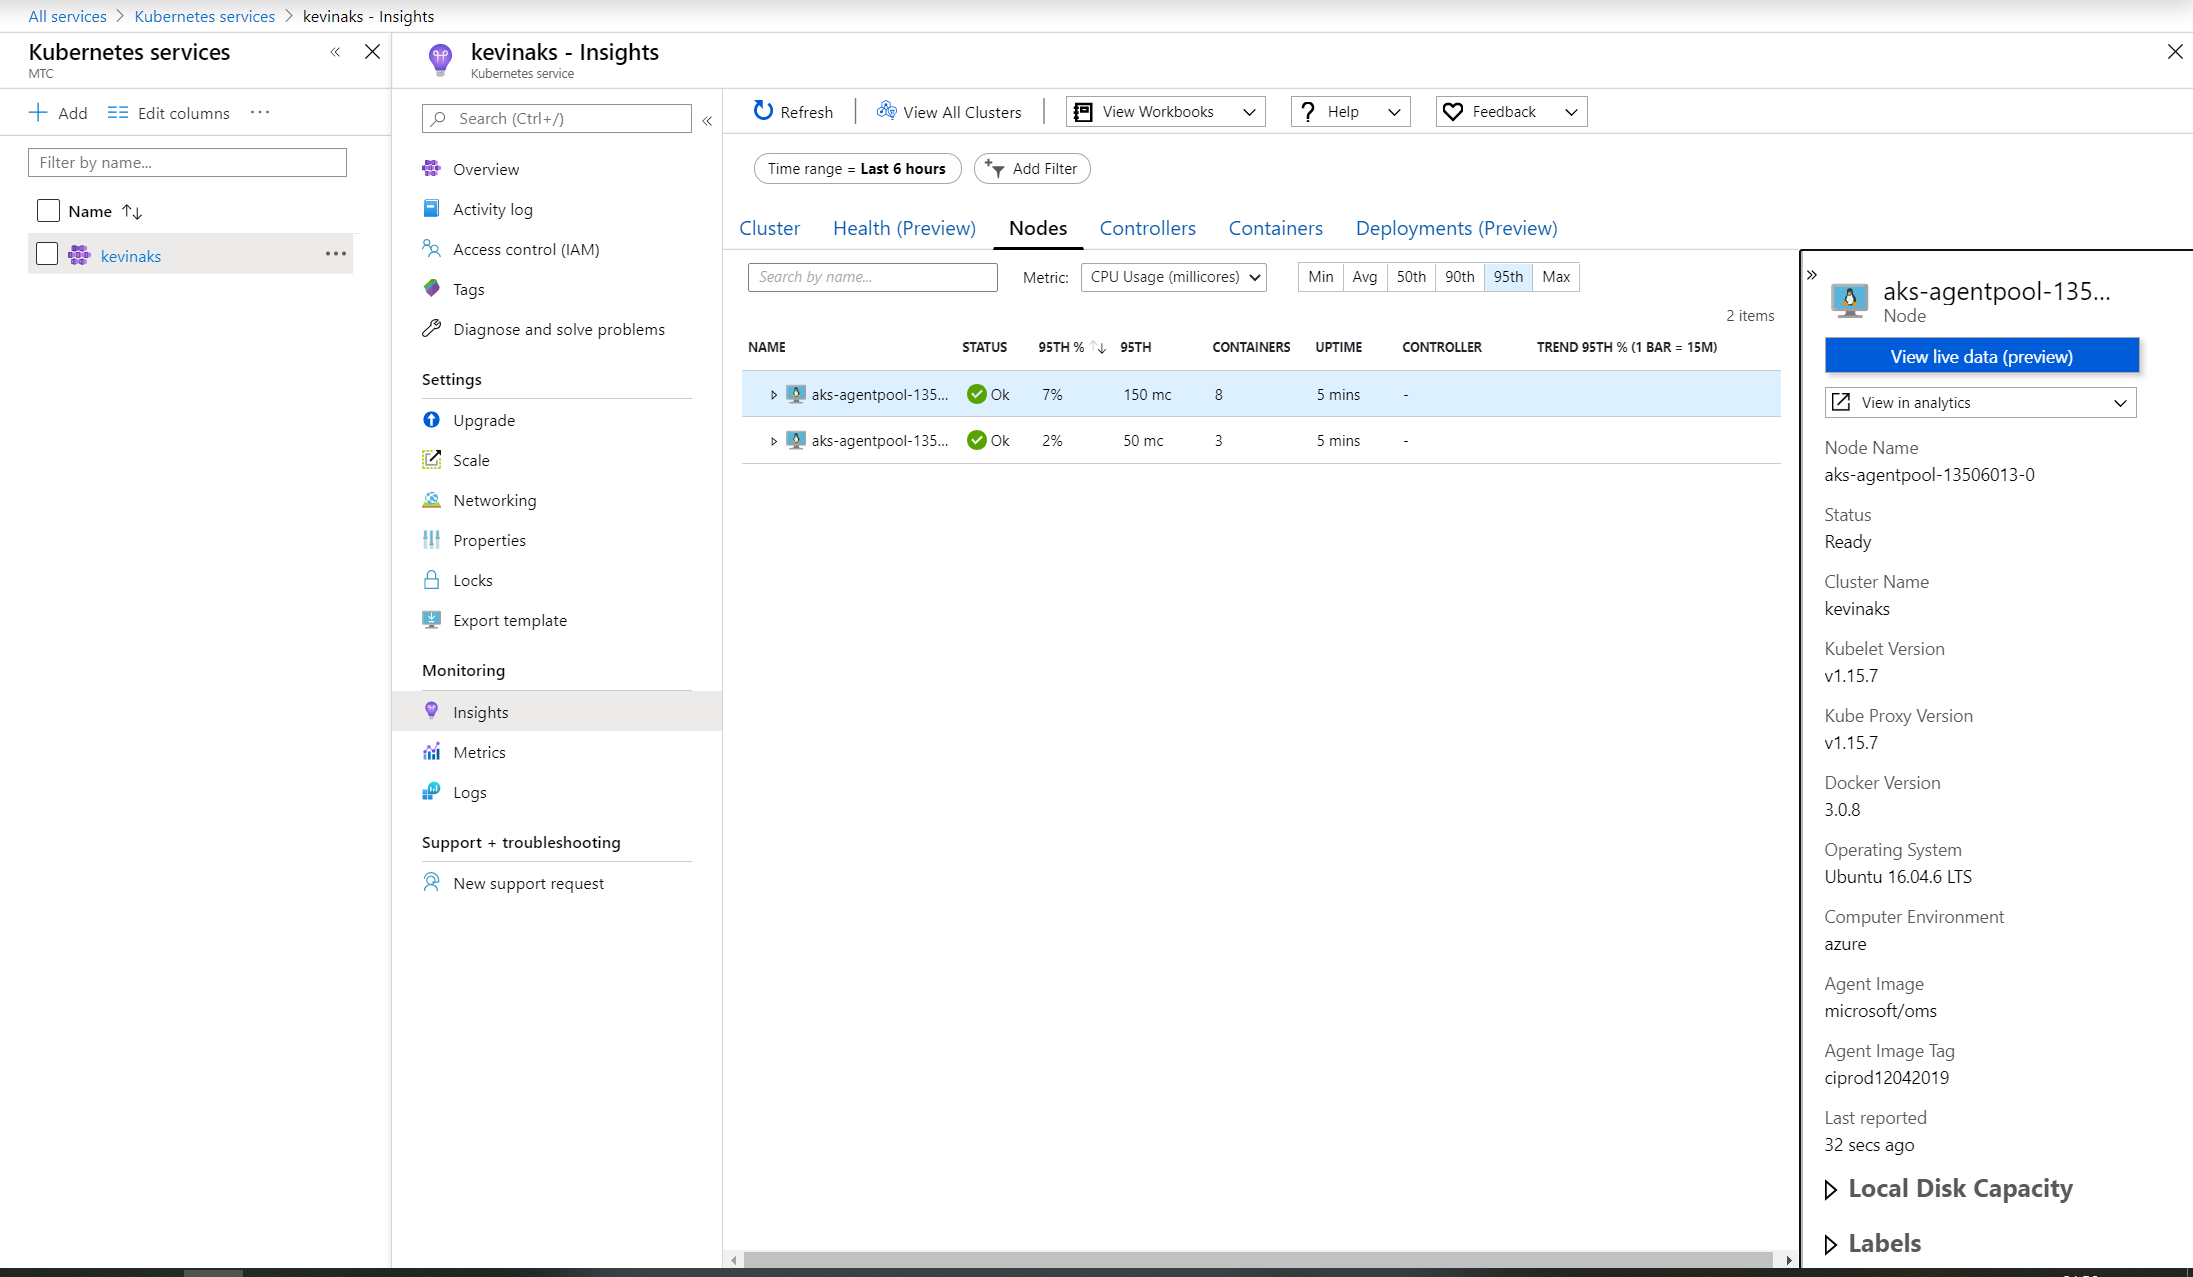 All services > Kubernetes services > kevinaks - Insights
Kubernetes services
MTC
Add
Edit columns
Filter by name...
Name
kevinaks
kevinaks - Insights
Kubernetes service
Search (Ctrl+/)
Overview
Activity log
Access control (IAM)
Tags
Diagnose and solve problems
Settings
Upgrade
Scale
Networking
Properties
Locks
Export template
Monitoring
Insights
Metrics
Logs
Support + troubleshooting
New support request
Refresh
View All Clusters
View Workbooks
Help
Feedback
Time range = Last 6 hours
Add Filter
Cluster Health (Preview) Nodes Controllers Containers Deployments (Preview)
Search by name...
Metric: CPU Usage (millicores)
Min Avg 50th 90th 95th Max
2 items
NAME STATUS 95TH % 95TH CONTAINERS UPTIME CONTROLLER TREND 95TH % (1 BAR = 15M)
aks-agentpool-135... Ok 7% 150 mc 8 5 mins -
aks-agentpool-135... Ok 2% 50 mc 3 5 mins -
aks-agentpool-135...
Node
View live data (preview)
View in analytics
Node Name
aks-agentpool-13506013-0
Status
Ready
Cluster Name
kevinaks
Kubelet Version
v1.15.7
Kube Proxy Version
v1.15.7
Docker Version
3.0.8
Operating System
Ubuntu 16.04.6 LTS
Computer Environment
azure
Agent Image
microsoft/oms
Agent Image Tag
ciprod12042019
Last reported
32 secs ago
Local Disk Capacity
Labels